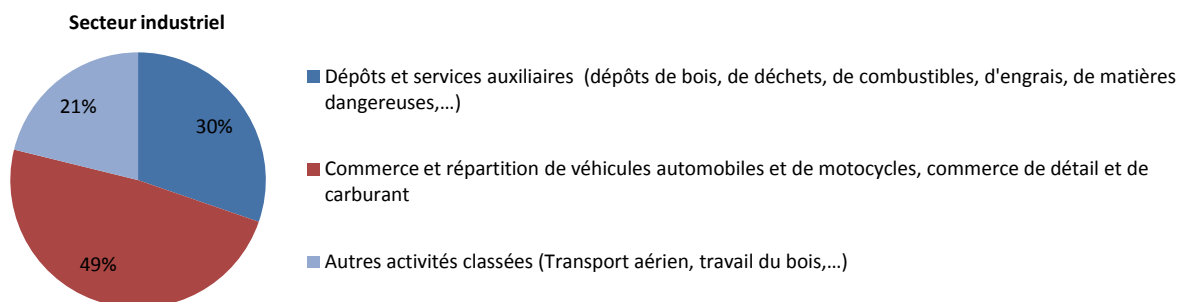 Secteur industriel
Dépôts et services auxiliaires  (dépôts de bois, de déchets, de combustibles, d'engrais, de matières
dangereuses,...)
21%
30%
Commerce et répartition de véhicules automobiles et de motocycles, commerce de détail et de
carburant
49%
Autres activités classées (Transport aérien, travail du bois,...)